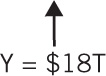 Y = $18T